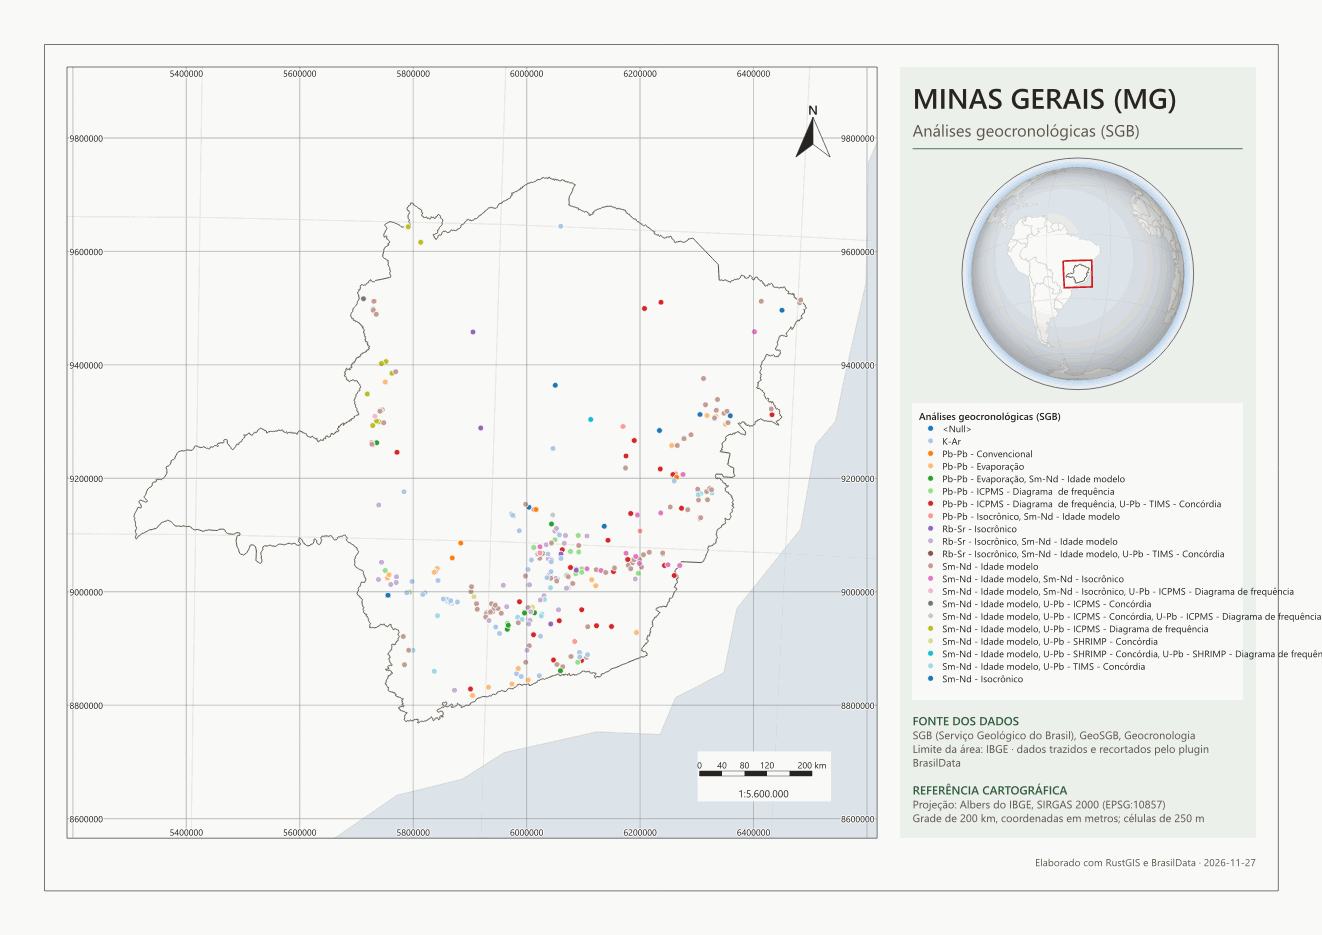 MINAS GERAIS (MG)
Análises geocronológicas (SGB)
5400000 5600000 5800000 6000000 6200000 6400000
N
9800000 9800000
9600000 9600000
9400000 9400000
9200000 9200000
9000000 9000000
8800000 8800000
8600000 8600000
5400000 5600000 5800000 6000000 6200000 6400000
0 40 80 120 200 km
1:5.600.000
Análises geocronológicas (SGB)
<Null>
K-Ar
Pb-Pb - Convencional
Pb-Pb - Evaporação
Pb-Pb - Evaporação, Sm-Nd - Idade modelo
Pb-Pb - ICPMS - Diagrama de frequência
Pb-Pb - ICPMS - Diagrama de frequência, U-Pb - TIMS - Concórdia
Pb-Pb - Isocrônico, Sm-Nd - Idade modelo
Rb-Sr - Isocrônico
Rb-Sr - Isocrônico, Sm-Nd - Idade modelo
Rb-Sr - Isocrônico, Sm-Nd - Idade modelo, U-Pb - TIMS - Concórdia
Sm-Nd - Idade modelo
Sm-Nd - Idade modelo, Sm-Nd - Isocrônico
Sm-Nd - Idade modelo, Sm-Nd - Isocrônico, U-Pb - ICPMS - Diagrama de frequência
Sm-Nd - Idade modelo, U-Pb - ICPMS - Concórdia
Sm-Nd - Idade modelo, U-Pb - ICPMS - Concórdia, U-Pb - ICPMS - Diagrama de frequência
Sm-Nd - Idade modelo, U-Pb - ICPMS - Diagrama de frequência
Sm-Nd - Idade modelo, U-Pb - SHRIMP - Concórdia
Sm-Nd - Idade modelo, U-Pb - SHRIMP - Concórdia, U-Pb - SHRIMP - Diagrama de frequên
Sm-Nd - Idade modelo, U-Pb - TIMS - Concórdia
Sm-Nd - Isocrônico
FONTE DOS DADOS
SGB (Serviço Geológico do Brasil), GeoSGB, Geocronologia
Limite da área: IBGE · dados trazidos e recortados pelo plugin
BrasilData
REFERÊNCIA CARTOGRÁFICA
Projeção: Albers do IBGE, SIRGAS 2000 (EPSG:10857)
Grade de 200 km, coordenadas em metros; células de 250 m
Elaborado com RustGIS e BrasilData · 2026-11-27